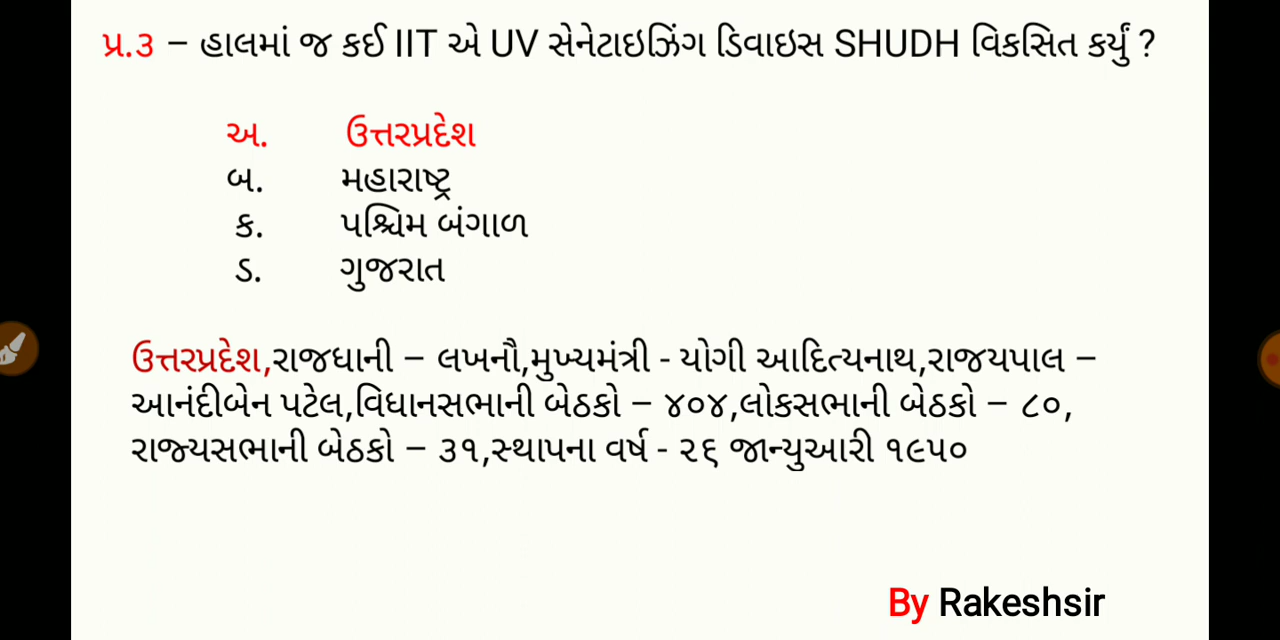 પ્ર.૩ – હાલમાં જ કઈ IIT એ UV સેનેટાઇઝિંગ ડિવાઇસ SHUDH વિકસિત કર્યું ?
અ. ઉત્તરપ્રદેશ
બ. મહારાષ્ટ્ર
ક. પશ્ચિમ બંગાળ
ડ. ગુજરાત
ઉત્તરપ્રદેશ,રાજધાની – લખનૌ,મુખ્યમંત્રી - યોગી આદિત્યનાથ,રાજયપાલ –
આનંદીબેન પટેલ,વિધાનસભાની બેઠકો – ૪૦૪,લોકસભાની બેઠકો – ૮૦,
રાજ્યસભાની બેઠકો – ૩૧,સ્થાપના વર્ષ - ૨૬ જાન્યુઆરી ૧૯૫૦
By Rakeshsir